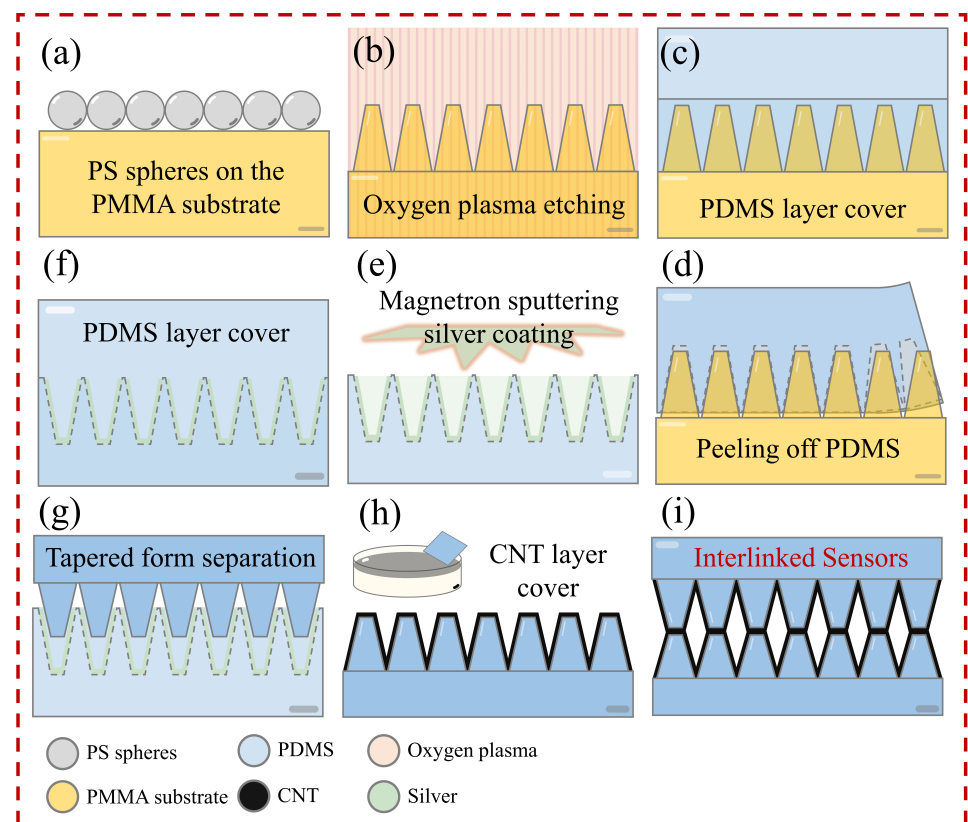 (a)
PS spheres on the
PMMA substrate
(b)
Oxygen plasma etching
(c)
PDMS layer cover
(f)
PDMS layer cover
(e)
Magnetron sputtering
silver coating
(d)
Peeling off PDMS
(g)
Tapered form separation
(h)
CNT layer
cover
(i)
Interlinked Sensors
PS spheres
PDMS
Oxygen plasma
PMMA substrate
CNT
Silver